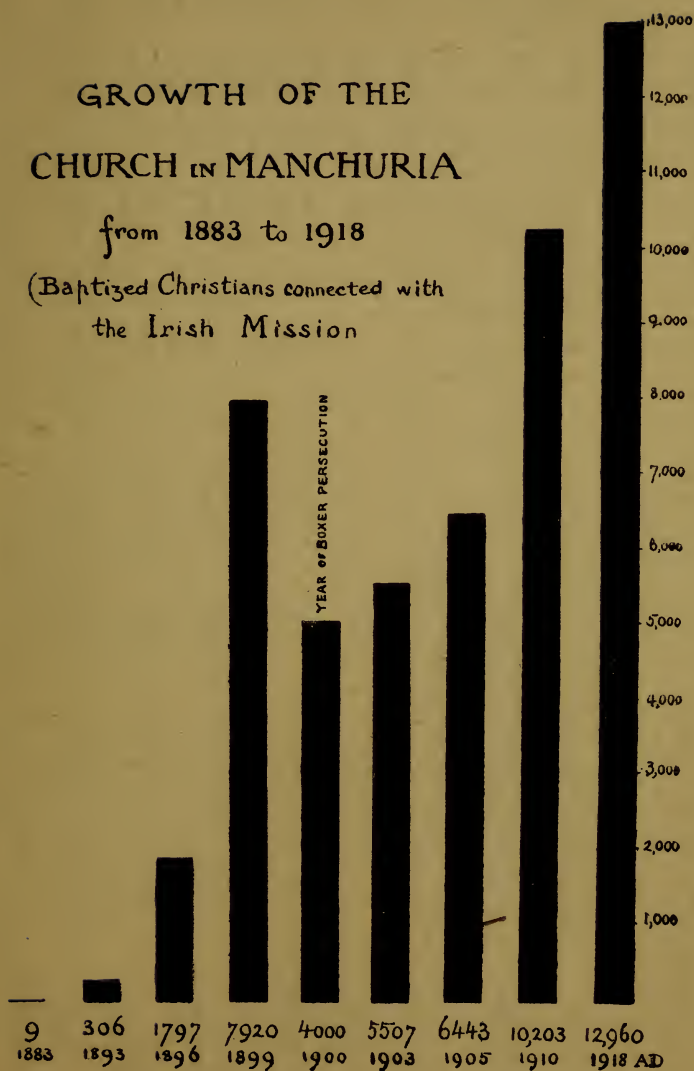 GROWTH OF THE
CHURCH IN MANCHURIA
from 1883 to 1918
(Baptized Christians connected with
the Irish Mission
YEAR OF BOXER PERSECUTION
13,000
12,000
11,000
10,000
9,000
8,000
7,000
6,000
5,000
4,000
3,000
2,000
1,000
9 306 1797 7920 4000 5507 6443 10,203 12,960
1883 1893 1896 1899 1900 1903 1905 1910 1918 AD